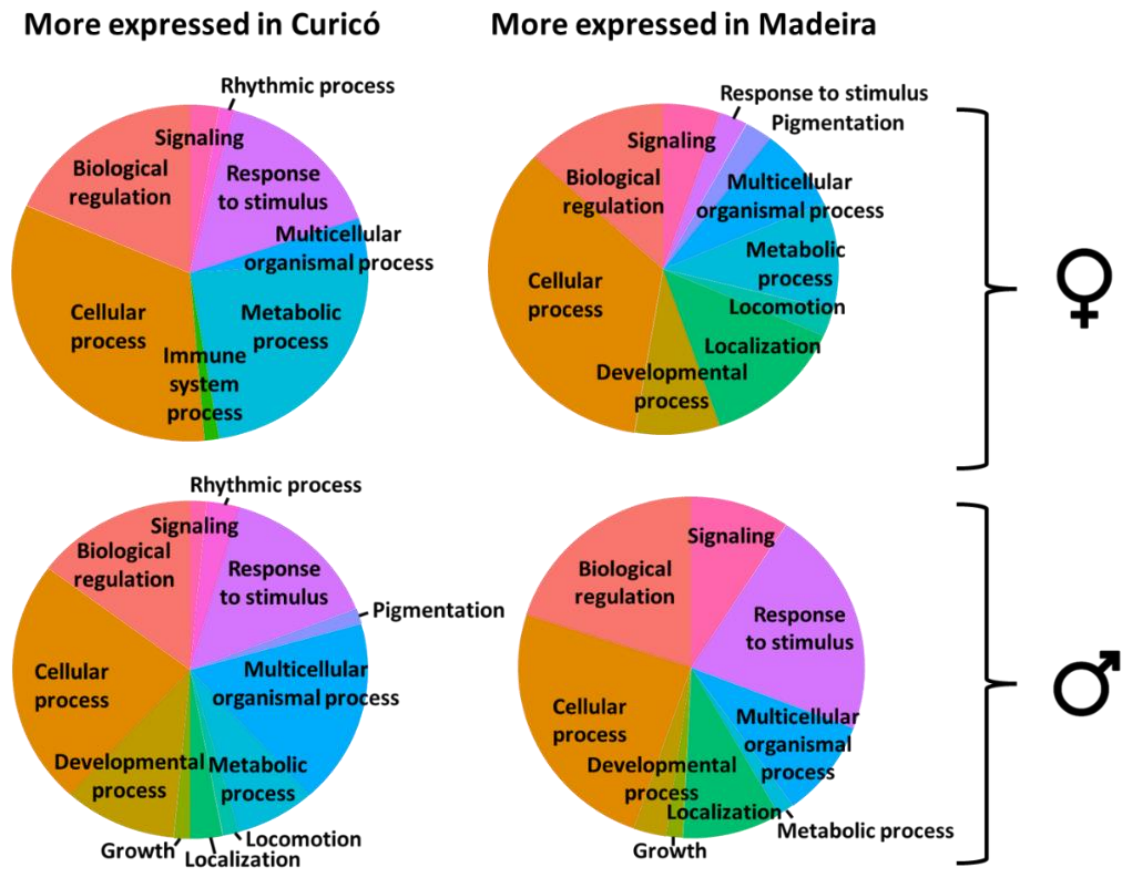 More expressed in Curicó
More expressed in Madeira
Rhythmic process
Signaling
Biological
regulation
Response
to stimulus
Multicellular
organismal process
Cellular
process
Metabolic
process
Immune
system
process
Response to stimulus
Pigmentation
Signaling
Biological
regulation
Multicellular
organismal process
Metabolic
process
Cellular
process
Locomotion
Localization
Developmental
process
Rhythmic process
Signaling
Biological
regulation
Response
to stimulus
Pigmentation
Cellular
process
Multicellular
organismal process
Developmental
process
Metabolic
process
Locomotion
Growth
Localization
Signaling
Biological
regulation
Response
to stimulus
Cellular
process
Multicellular
organismal
process
Developmental
process
Localization
Metabolic process
Growth